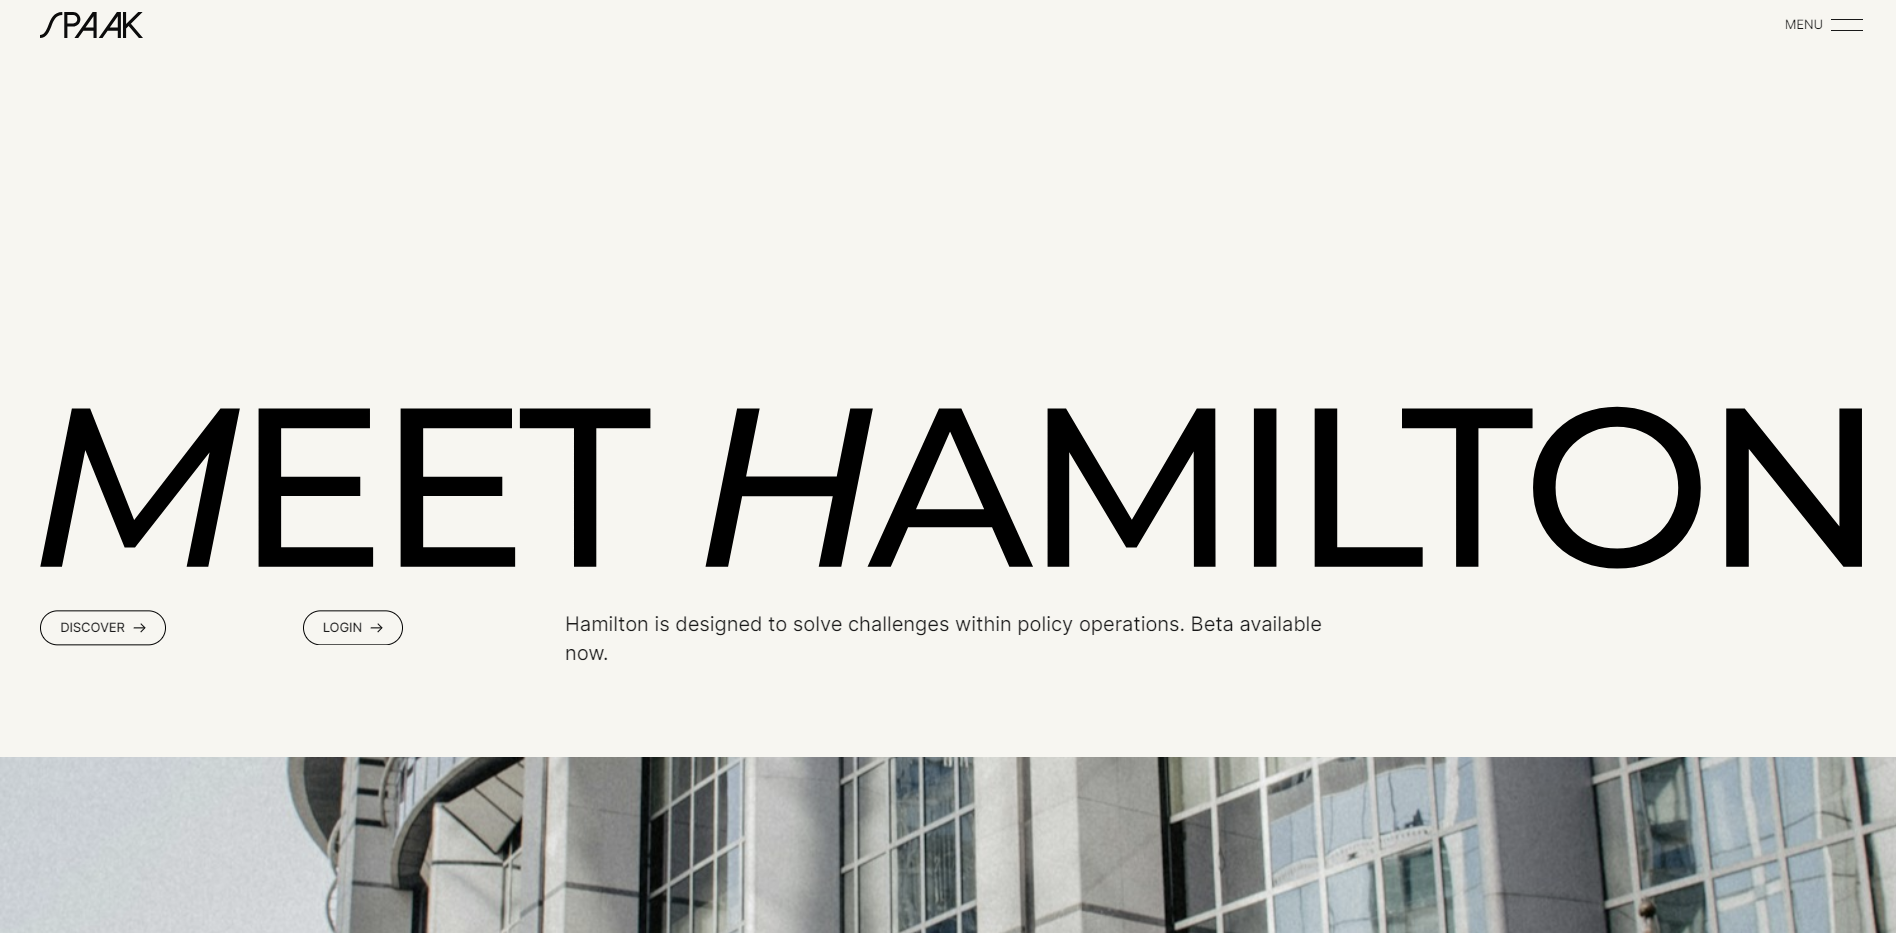 SPAAK
MENU
MEET HAMILTON
DISCOVER →
LOGIN →
Hamilton is designed to solve challenges within policy operations. Beta available
now.